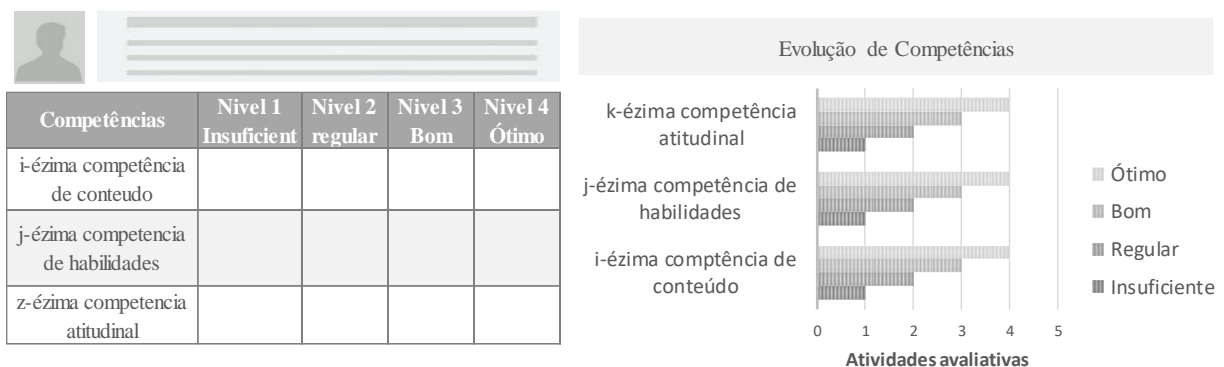 Competências
Nivel 1
Insuficient
Nivel 2
regular
Nivel 3
Bom
Nivel 4
Ótimo
i-ézima competência
de conteudo
j-ézima competencia
de habilidades
z-ézima competencia
atitudinal
Evolução de Competências
k-ézima competência
atitudinal
j-ézima competência de
habilidades
i-ézima comptência de
conteúdo
0 1 2 3 4 5
Atividades avaliativas
Ótimo
Bom
Regular
Insuficiente